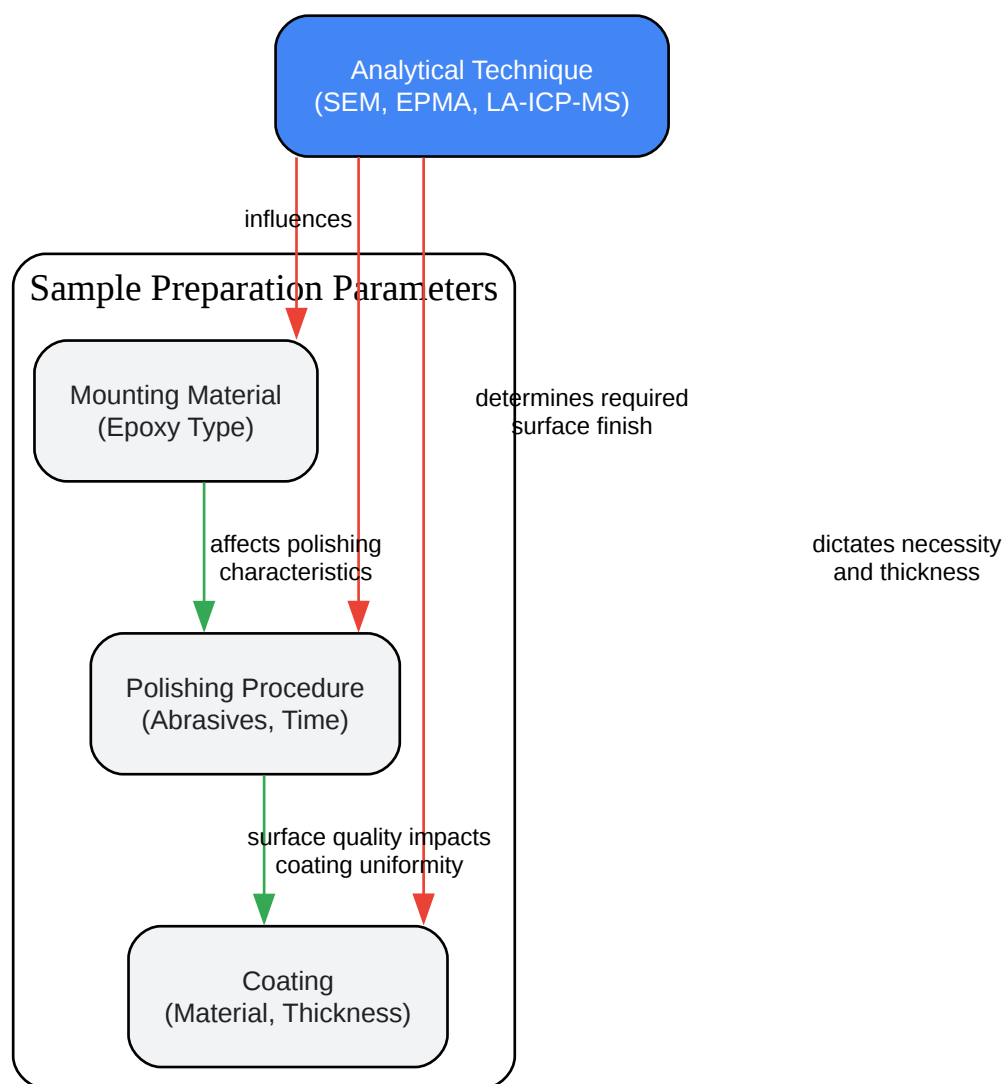 Analytical Technique
(SEM, EPMA, LA-ICP-MS)
influences
Sample Preparation Parameters
Mounting Material
(Epoxy Type)
determines required
surface finish
affects polishing
characteristics
dictates necessity
and thickness
Polishing Procedure
(Abrasives, Time)
surface quality impacts
coating uniformity
Coating
(Material, Thickness)